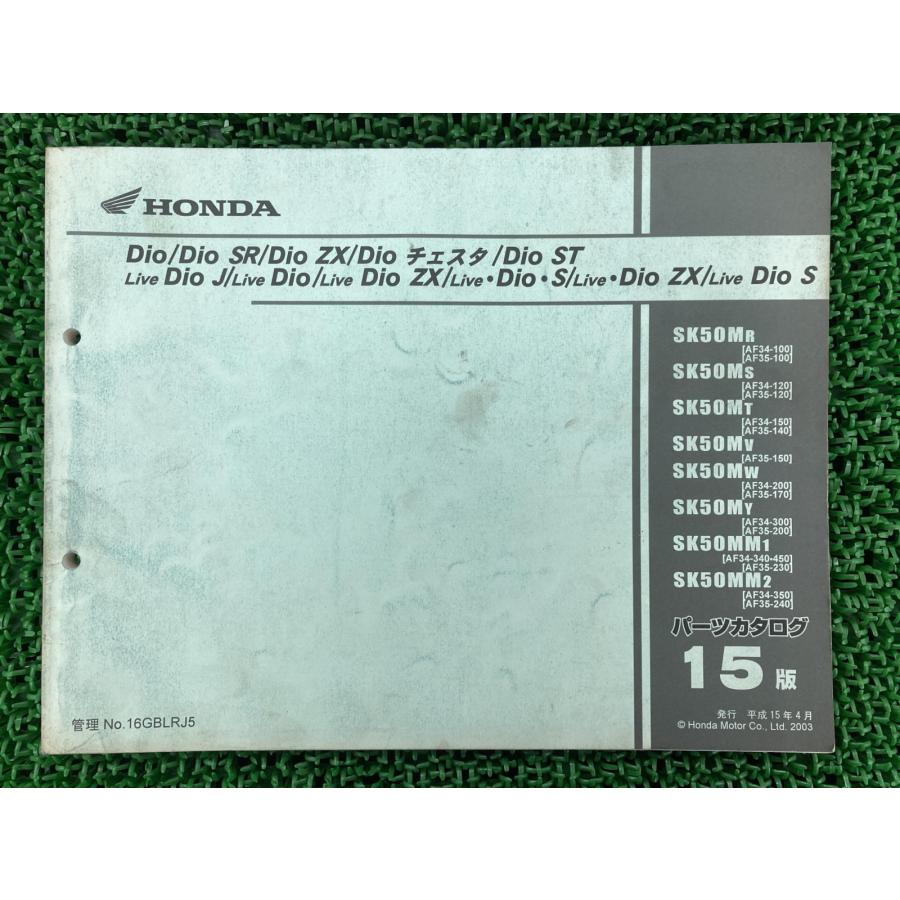 HONDA
Dio/Dio SR/Dio ZX/Dio チェスタ/Dio ST
Live Dio J/Live Dio/Live Dio ZX/Live・Dio・S/Live・Dio ZX/Live Dio S
SK50MR
[AF34-100]
[AF35-100]
SK50MS
[AF34-120]
[AF35-120]
SK50MT
[AF34-150]
[AF35-140]
SK50MV
[AF35-150]
SK50MW
[AF34-200]
[AF35-170]
SK50MY
[AF34-300]
[AF35-200]
SK50MM1
[AF34-340・450]
[AF35-230]
SK50MM2
[AF34-350]
[AF35-240]
パーツカタログ
15版
発行 平成15年4月
© Honda Motor Co., Ltd. 2003
管理 No.16GBLRJ5